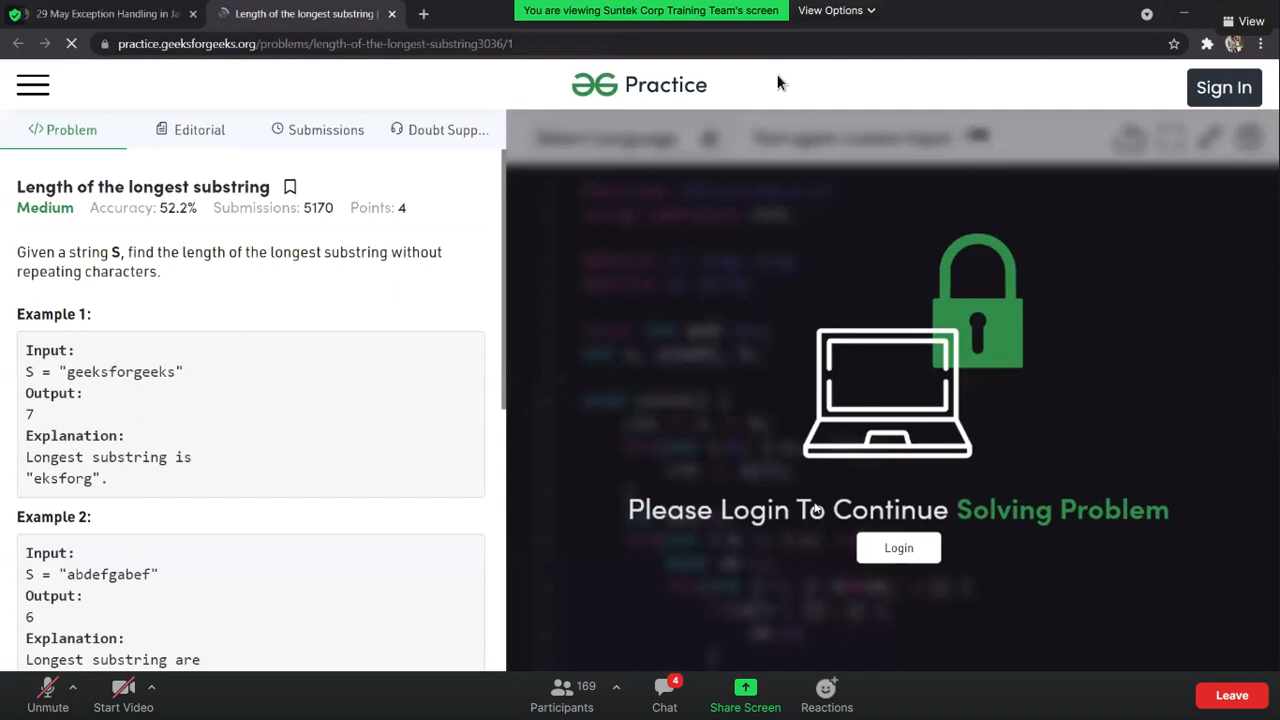 29 May Exception Handling in Ja
Length of the longest substring |
You are viewing Suntek Corp Training Team's screen
View Options
View
practice.geeksforgeeks.org/problems/length-of-the-longest-substring3036/1
Practice
Sign In
Problem
Editorial
Submissions
Doubt Supp...
Length of the longest substring
Medium Accuracy: 52.2% Submissions: 5170 Points: 4
Given a string S, find the length of the longest substring without
repeating characters.
Example 1:
Input:
S = "geeksforgeeks"
Output:
7
Explanation:
Longest substring is
"eksforg".
Example 2:
Input:
S = "abdefgabef"
Output:
6
Explanation:
Longest substring are
Please Login To Continue Solving Problem
Login
Unmute
Start Video
169
Participants
4
Chat
Share Screen
Reactions
Leave